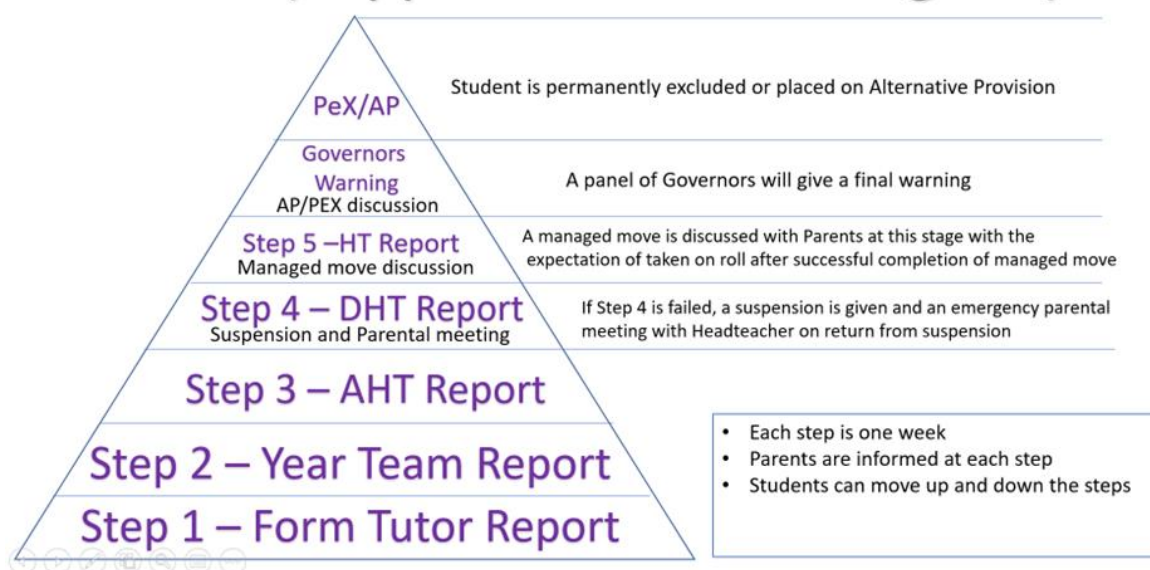 PeX/AP
Student is permanently excluded or placed on Alternative Provision
Governors
Warning
AP/PEX discussion
A panel of Governors will give a final warning
Step 5 –HT Report
Managed move discussion
A managed move is discussed with Parents at this stage with the
expectation of taken on roll after successful completion of managed move
Step 4 – DHT Report
Suspension and Parental meeting
If Step 4 is failed, a suspension is given and an emergency parental
meeting with Headteacher on return from suspension
Step 3 – AHT Report
Step 2 – Year Team Report
Step 1 – Form Tutor Report
• Each step is one week
• Parents are informed at each step
• Students can move up and down the steps